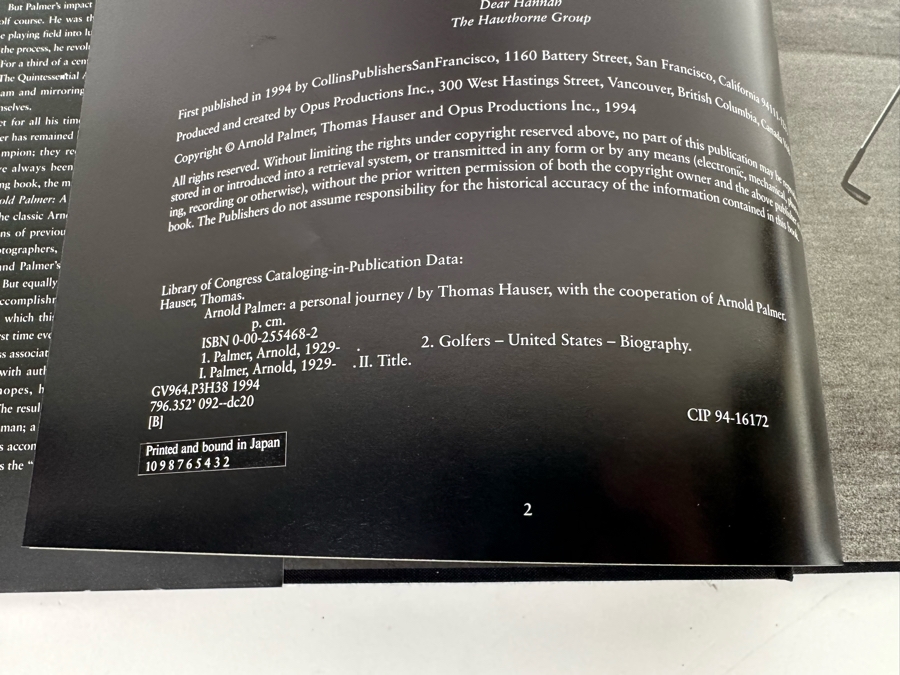 But Palmer's impact
olf course. He was th
e playing field into lu
the process, he revol
For a third of a cen
The Quintessential A
am and mirroring
nselves.
et for all his time
er has remained
mpion; they re
e always been
ng book, the m
old Palmer: A
he classic Arn
ns of previou
otographers,
and Palmer's
But equally
accomplishr
which this
rst time eve
ss associat
with auth
hopes, h
The resul
man; a
s accon
s the "
Dear Hannah
The Hawthorne Group
First published in 1994 by CollinsPublishersSanFrancisco, 1160 Battery Street, San Francisco, California
Produced and created by Opus Productions Inc., 300 West Hastings Street, Vancouver, British Columbia, Canada
Copyright © Arnold Palmer, Thomas Hauser and Opus Productions Inc., 1994
All rights reserved. Without limiting the rights under copyright reserved above, no part of this publication may be
stored in or introduced into a retrieval system, or transmitted in any form or by any means (electronic, mechanical,
ing, recording or otherwise), without the prior written permission of both the copyright owner and the above publisher
book. The Publishers do not assume responsibility for the historical accuracy of the information contained in this book.
Library of Congress Cataloging-in-Publication Data:
Hauser, Thomas.
Arnold Palmer: a personal journey / by Thomas Hauser, with the cooperation of Arnold Palmer.
p. cm.
ISBN 0-00-255468-2
1. Palmer, Arnold, 1929- . 2. Golfers – United States – Biography.
I. Palmer, Arnold, 1929- . II. Title.
GV964.P3H38 1994
796.352' 092--dc20
[B]
CIP 94-16172
Printed and bound in Japan
10 9 8 7 6 5 4 3 2
2